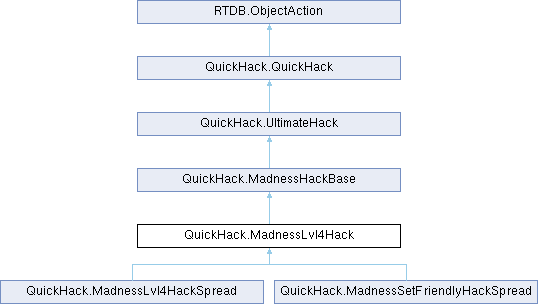 RTDB.ObjectAction
QuickHack.QuickHack
QuickHack.UltimateHack
QuickHack.MadnessHackBase
QuickHack.MadnessLvl4Hack
QuickHack.MadnessLvl4HackSpread
QuickHack.MadnessSetFriendlyHackSpread